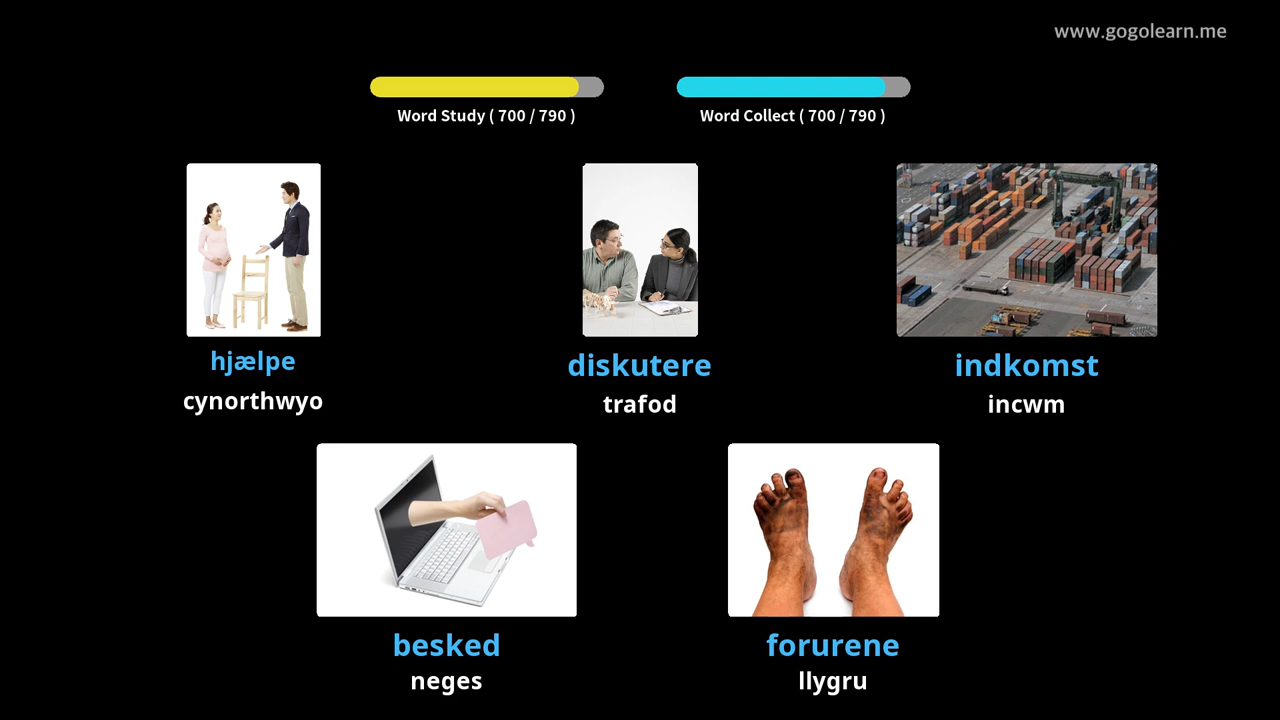 www.gogolearn.me
Word Study ( 700 / 790 )
Word Collect ( 700 / 790 )
hjælpe
cynorthwyo
diskutere
trafod
indkomst
incwm
besked
neges
forurene
llygru